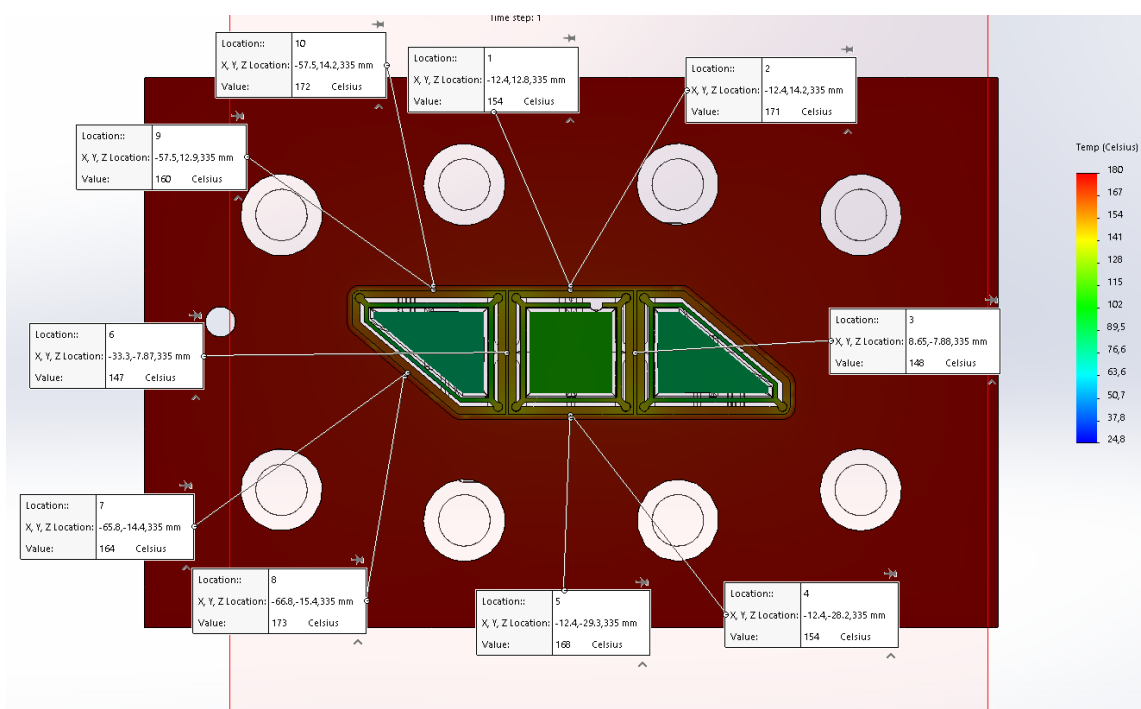 Time step: 1
Location:: 10
X, Y, Z Location: -57.5,14.2,335 mm
Value: 172 Celsius
Location:: 1
X, Y, Z Location: -12.4,12.8,335 mm
Value: 154 Celsius
Location:: 2
X, Y, Z Location: -12.4,14.2,335 mm
Value: 171 Celsius
Location:: 9
X, Y, Z Location: -57.5,12.9,335 mm
Value: 160 Celsius
Temp (Celsius)
180
167
154
141
128
115
102
89,5
76,6
63,6
50,7
37,8
24,8
Location:: 6
X, Y, Z Location: -33.3,-7.87,335 mm
Value: 147 Celsius
Location:: 3
X, Y, Z Location: 8.65,-7.88,335 mm
Value: 148 Celsius
Location:: 7
X, Y, Z Location: -65.8,-14.4,335 mm
Value: 164 Celsius
Location:: 8
X, Y, Z Location: -66.8,-15.4,335 mm
Value: 173 Celsius
Location:: 5
X, Y, Z Location: -12.4,-29.3,335 mm
Value: 168 Celsius
Location:: 4
X, Y, Z Location: -12.4,-28.2,335 mm
Value: 154 Celsius